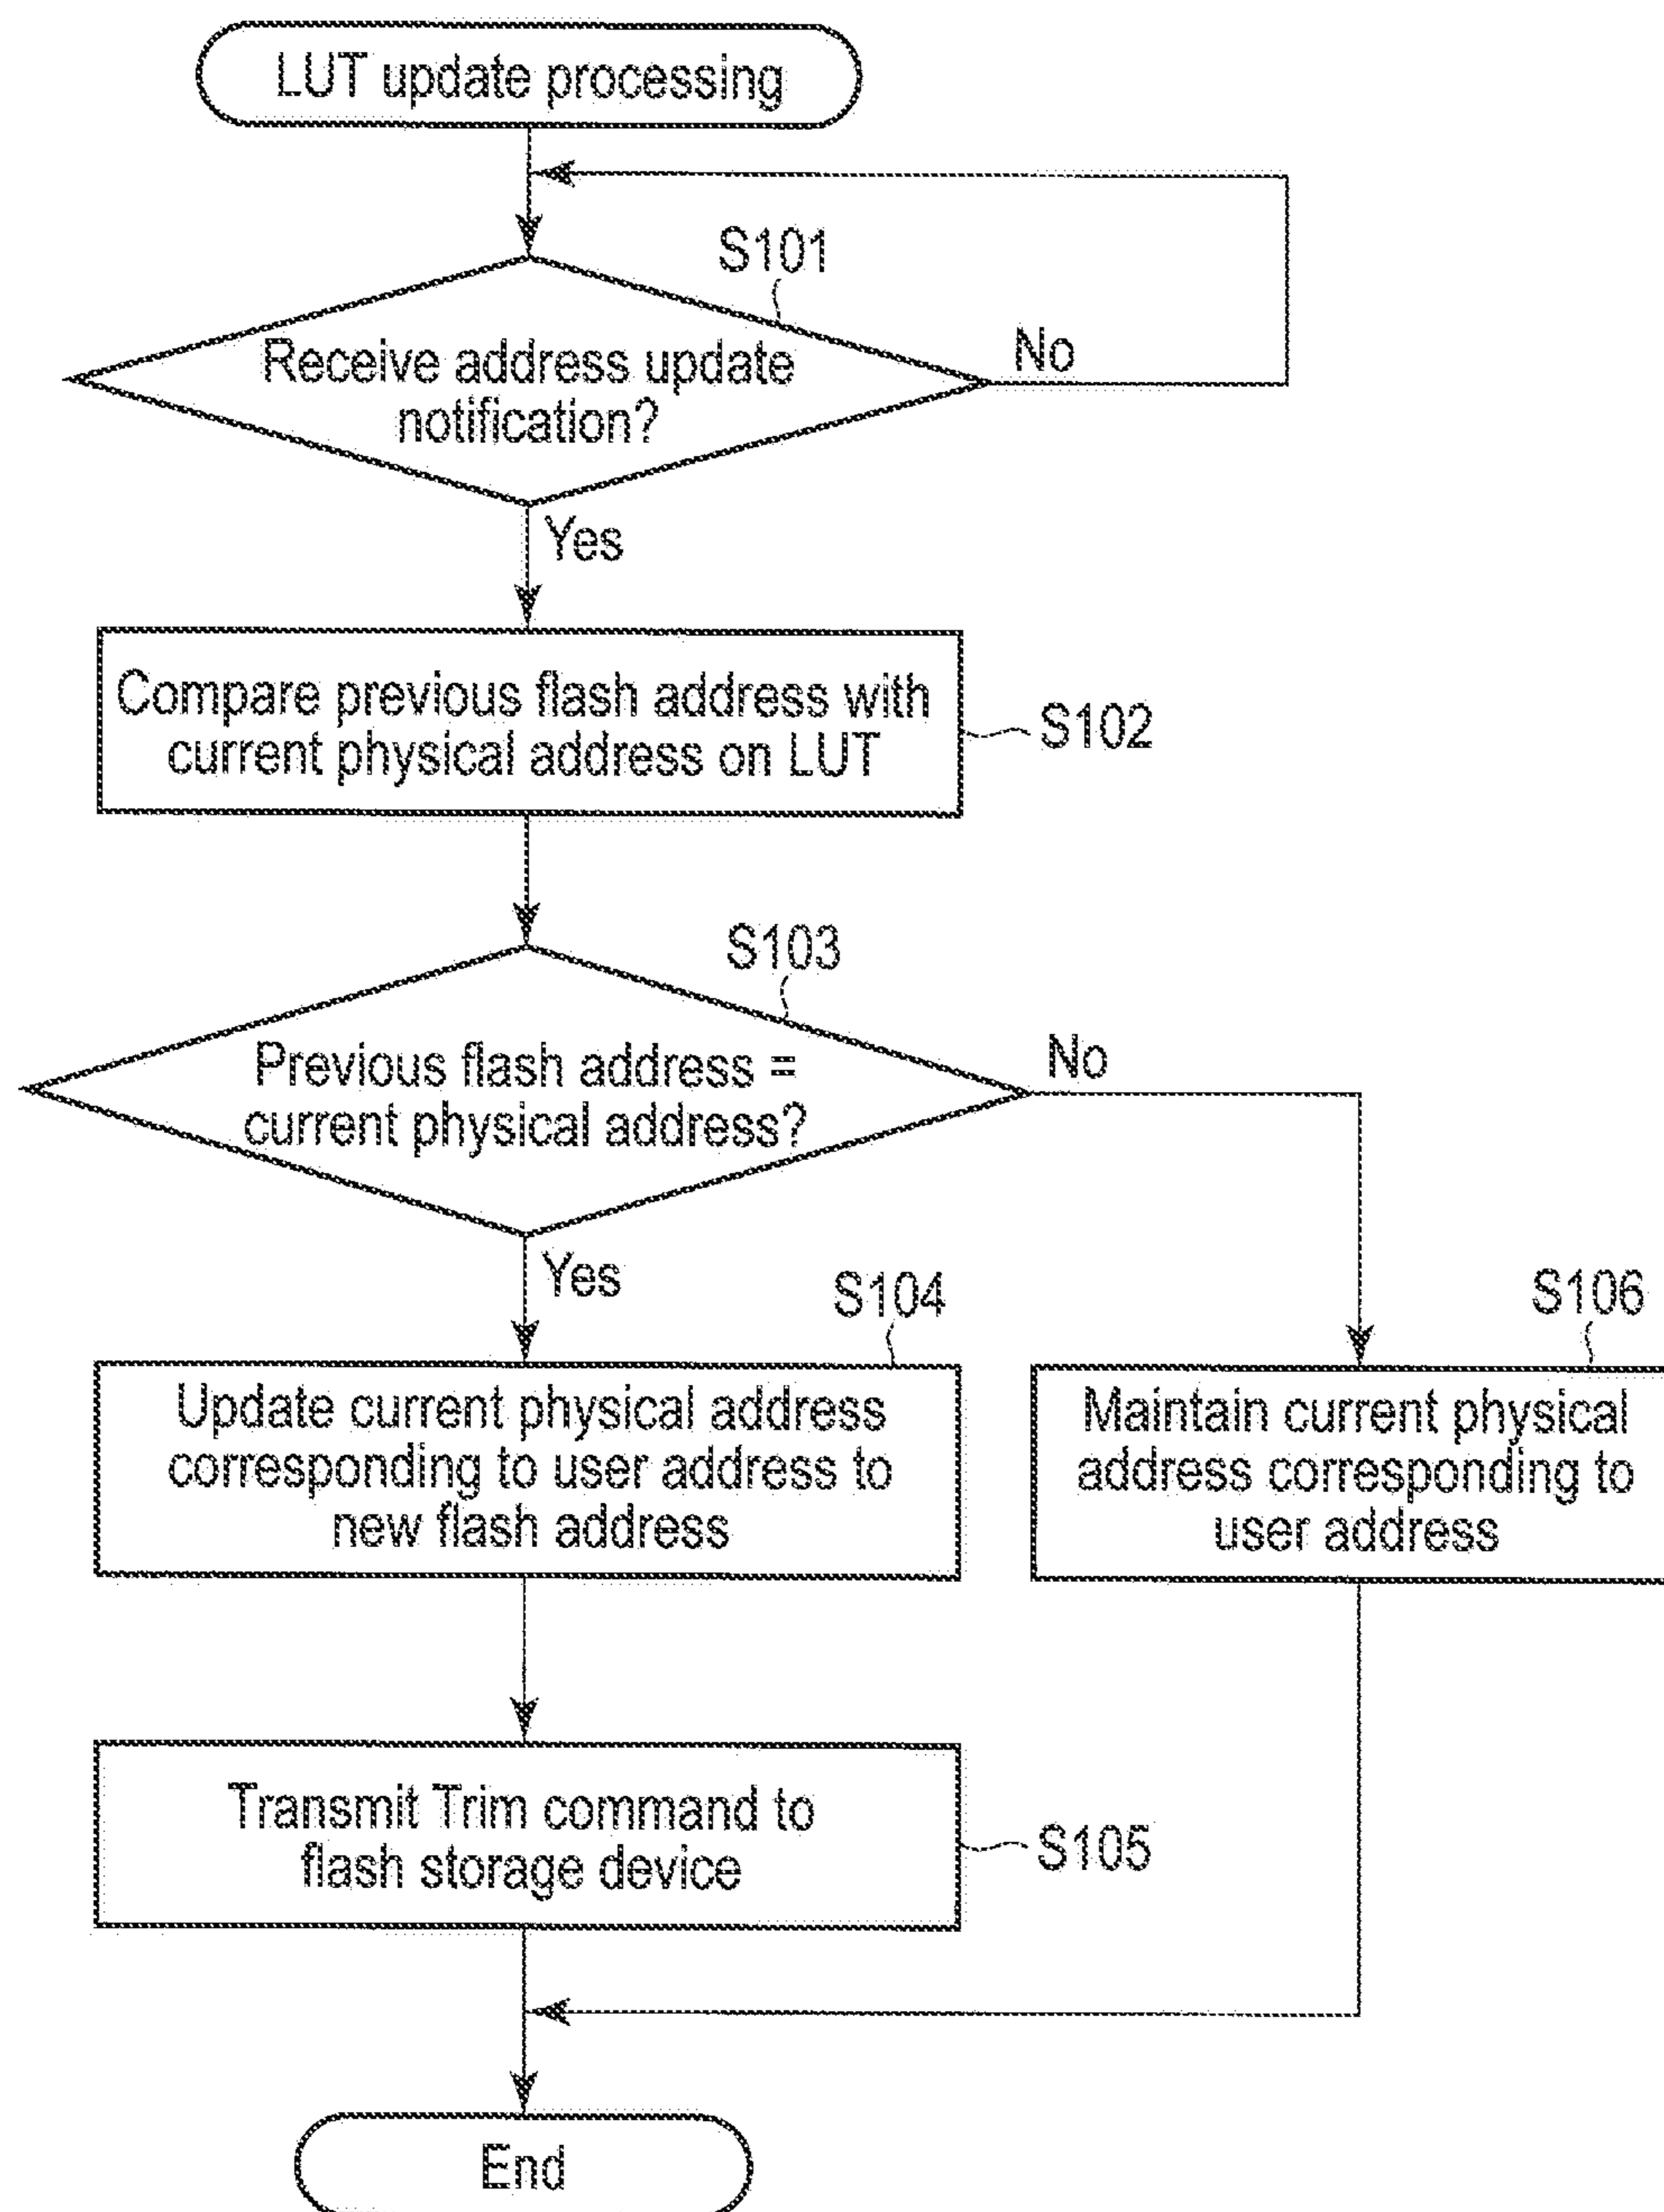 LUT update processing
S101
Receive address update
notification?
No
Yes
Compare previous flash address with
current physical address on LUT
S102
S103
Previous flash address =
current physical address?
No
Yes
S104
Update current physical address
corresponding to user address to
new flash address
S106
Maintain current physical
address corresponding to
user address
Transmit Trim command to
flash storage device
S105
End